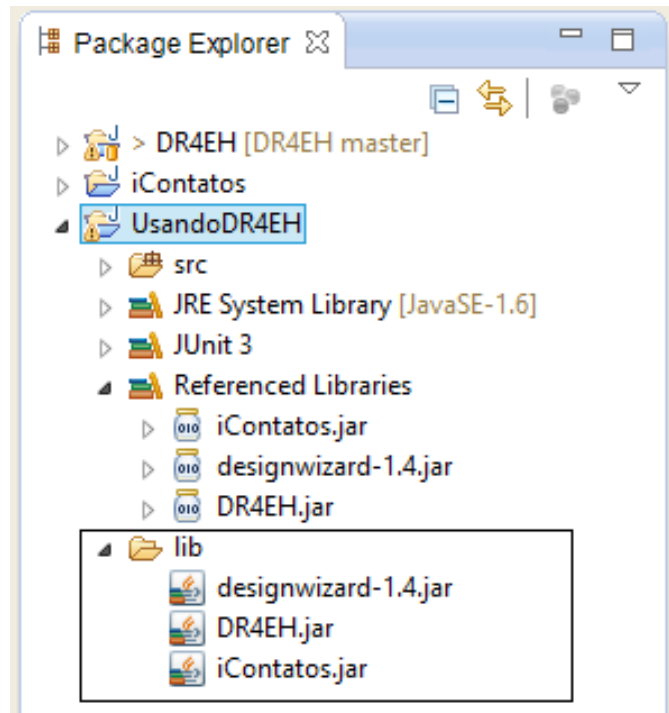 Package Explorer
> DR4EH [DR4EH master]
iContatos
UsandoDR4EH
src
JRE System Library [JavaSE-1.6]
JUnit 3
Referenced Libraries
iContatos.jar
designwizard-1.4.jar
DR4EH.jar
lib
designwizard-1.4.jar
DR4EH.jar
iContatos.jar